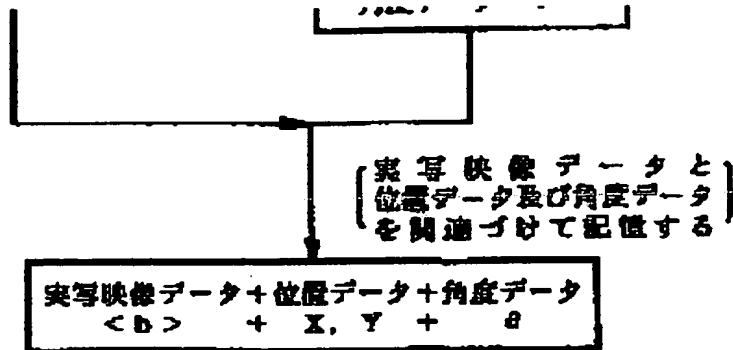 実写映像データと
位置データ及び角度データ
を関連づけて記憶する
実写映像データ+位置データ+角度データ
<b> + X, Y + θ